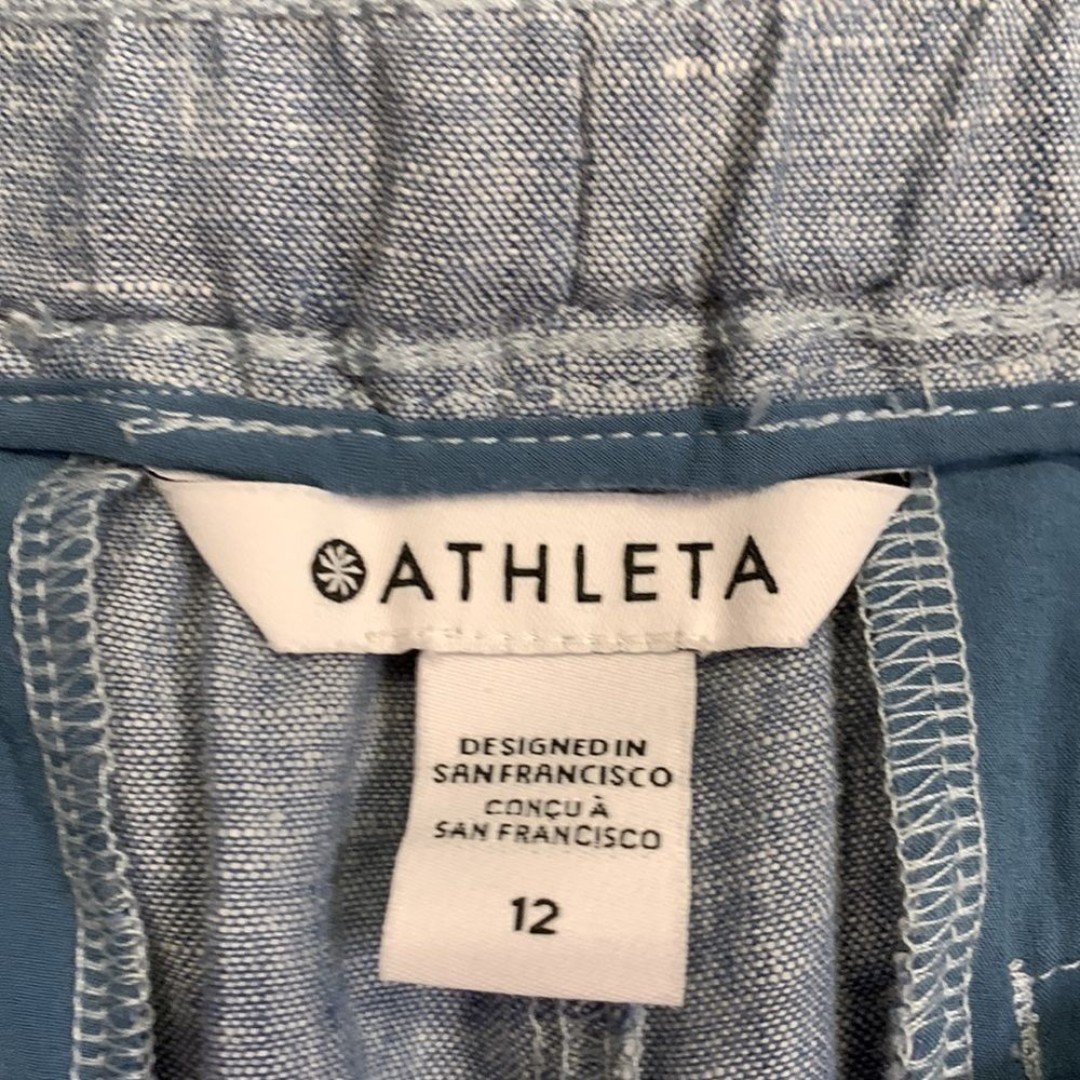 ATHLETA
DESIGNED IN
SAN FRANCISCO
CONÇU À
SAN FRANCISCO
12